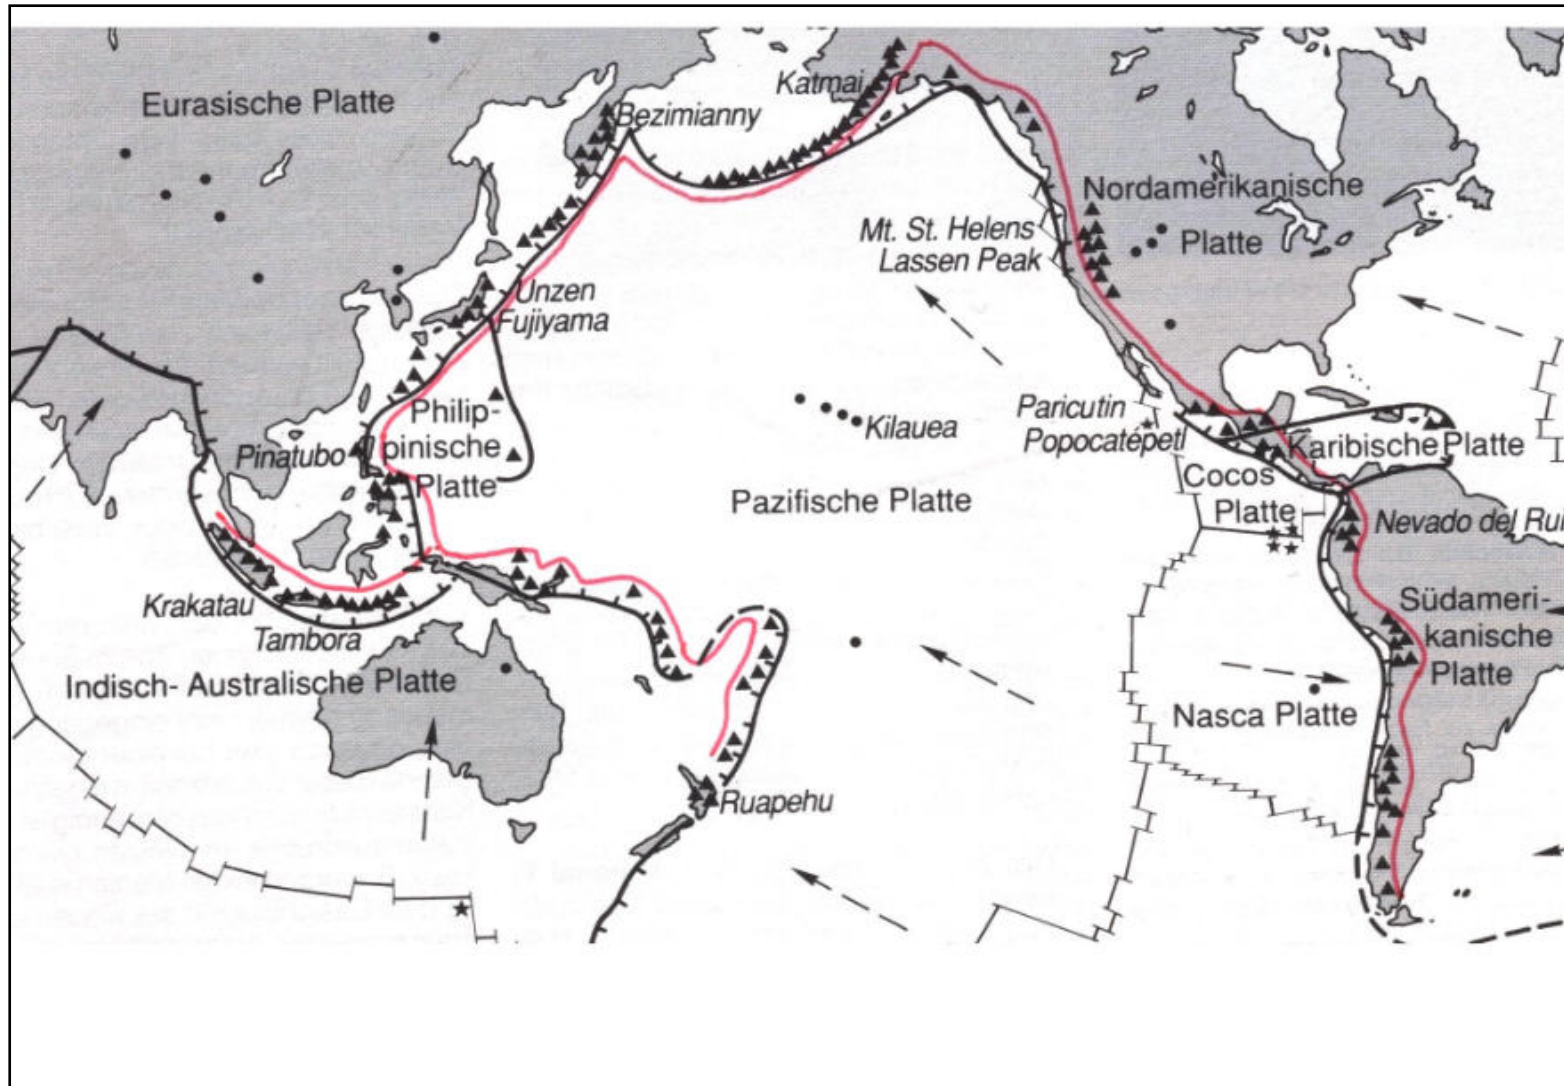 Eurasische Platte
Katmai
Bezimianny
Nordamerikanische
Platte
Mt. St. Helens
Lassen Peak
Unzen
Fujiyama
Philip-
pinische
Platte
Pinatubo
Kilauea
Paricutin
Popocatépetl
Karibische Platte
Cocos
Platte
Pazifische Platte
Nevado del Rui
Krakatau
Tambora
Südameri-
kanische
Platte
Indisch-Australische Platte
Nasca Platte
Ruapehu